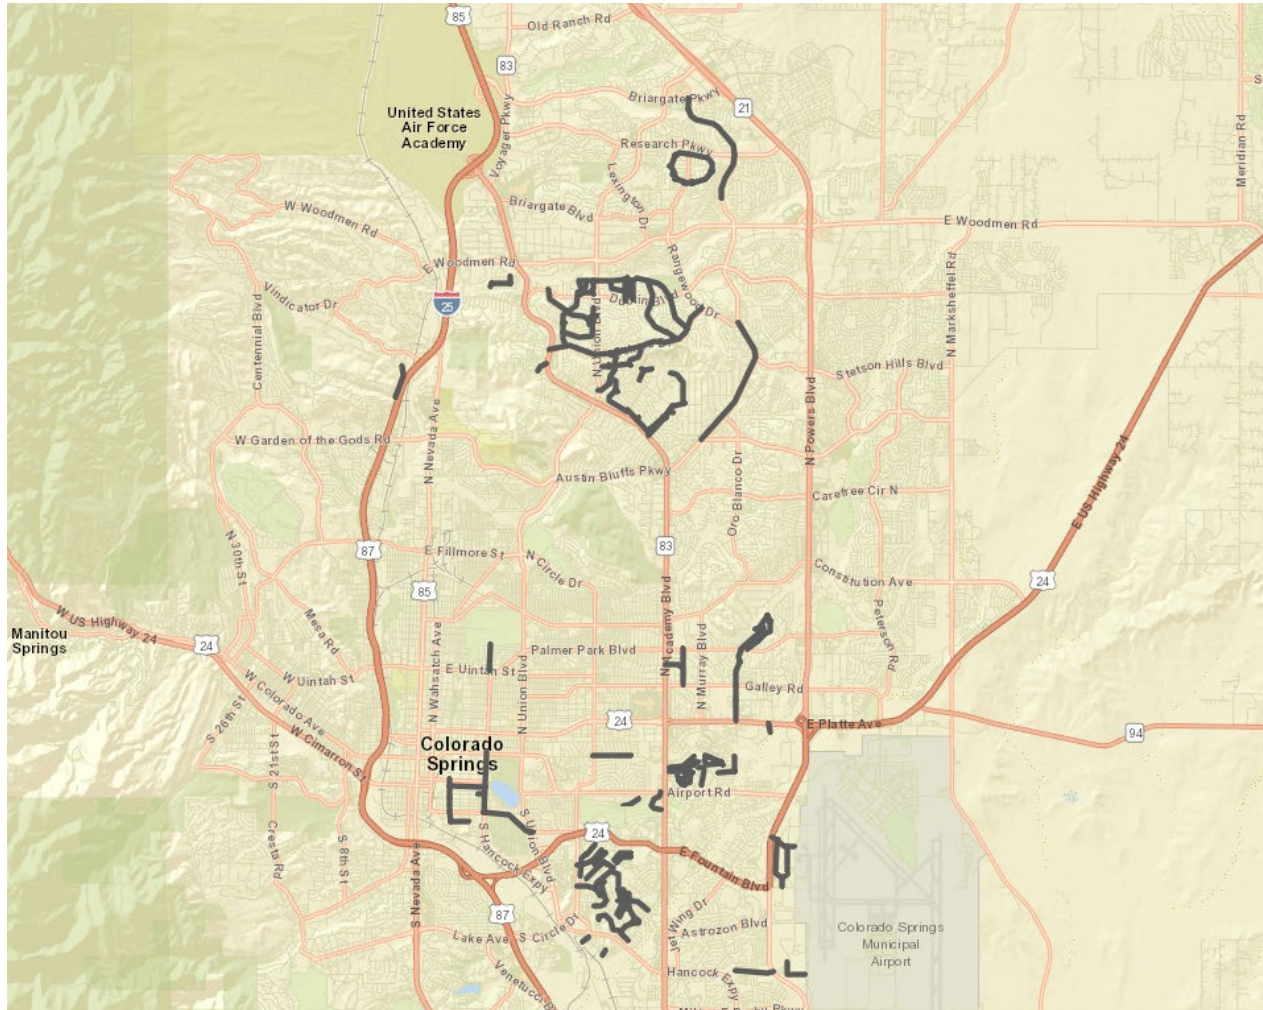 85
Old Ranch Rd
83
Briargate Pkwy
21
United States
Air Force
Academy
Voyager Pkwy
Research Pkwy
Meridian Rd
S
Lexington Dr
Briargate Blvd
W Woodmen Rd
E Woodmen Rd
E Woodmen Rd
Rangewood Dr
N Marksheffel Rd
Vindicator Dr
25
Dublin Blvd
Centennial Blvd
N Union Blvd
Stetson Hills Blvd
N Powers Blvd
N Nevada Ave
W Garden of the Gods Rd
Austin Bluffs Pkwy
Oro Blanco Dr
Carefree Cir N
E US Highway 24
N 30th St
87
E Fillmore St
N Circle Dr
83
Constitution Ave
24
85
W US Highway 24
Manitou
Springs
24
Mesa Rd
N Academy Blvd
Peterson Rd
N Wahsatch Ave
Palmer Park Blvd
N Murray Blvd
E Uintah St
W Uintah St
N Union Blvd
Galley Rd
S 26th St
W Colorado Ave
24
E Platte Ave
94
W Cimarron St
Colorado
Springs
S 21st St
Airport Rd
Cresta Rd
S 8th St
S Nevada Ave
S Hancock Expy
S Union Blvd
24
E Fountain Blvd
87
Jet Wing Dr
Astrozon Blvd
Lake Ave
S Circle Dr
Colorado Springs
Municipal
Airport
Hancock Expy
Venetucci B